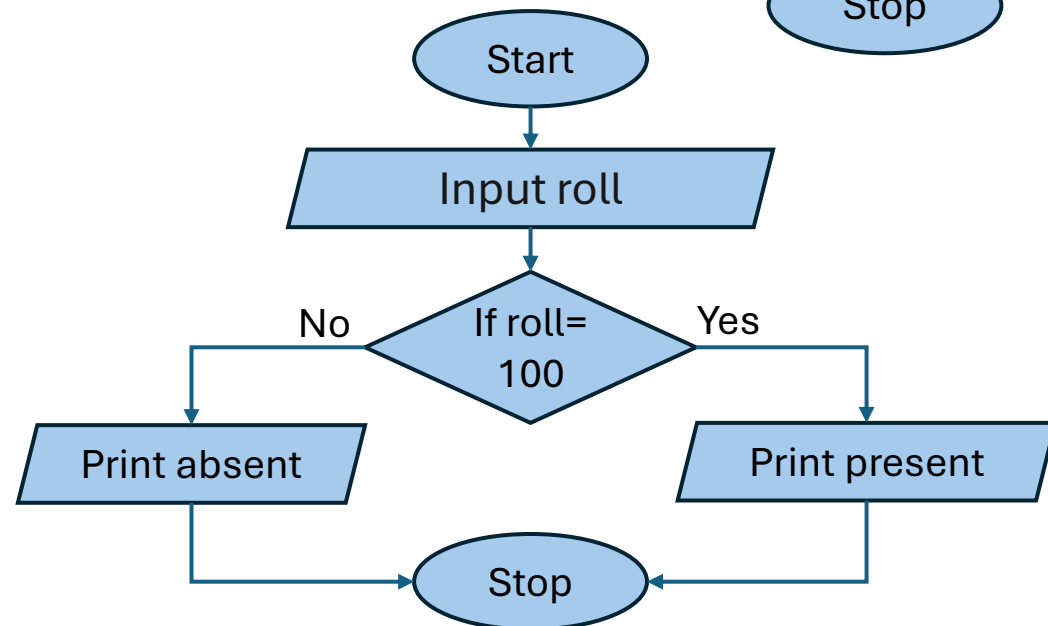 Stop
Start
Input roll
No
If roll=
100
Yes
Print absent
Print present
Stop